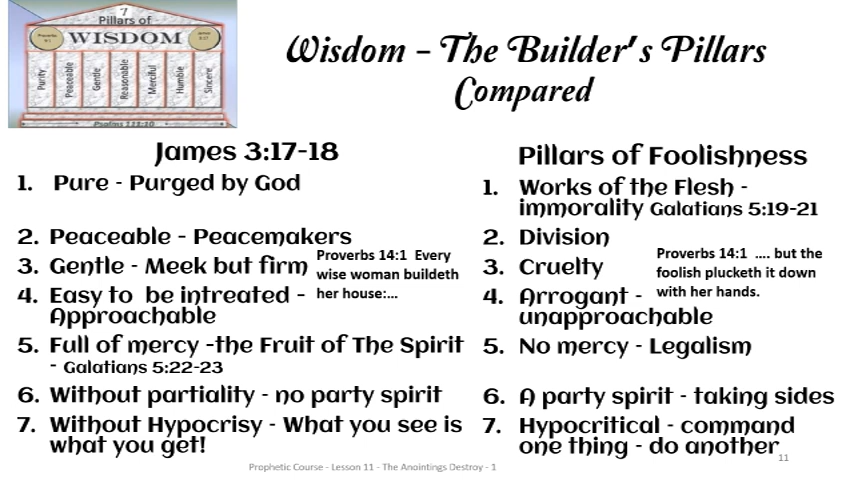 7
Pillars of
WISDOM
Proverbs
9:1
James
3:17
Purity
Peaceable
Gentle
Reasonable
Merciful
Humble
Sincere
Psalms 111:10
Wisdom – The Builder's Pillars
Compared
James 3:17-18
1. Pure - Purged by God
2. Peaceable - Peacemakers
3. Gentle - Meek but firm
4. Easy to be intreated -
Approachable
5. Full of mercy -the Fruit of The Spirit
- Galatians 5:22-23
6. Without partiality - no party spirit
7. Without Hypocrisy - What you see is
what you get!
Proverbs 14:1 Every
wise woman buildeth
her house:...
Pillars of Foolishness
1. Works of the Flesh -
immorality Galatians 5:19-21
2. Division
3. Cruelty
4. Arrogant -
unapproachable
5. No mercy - Legalism
6. A party spirit - taking sides
7. Hypocritical - command
one thing - do another
Proverbs 14:1 .... but the
foolish plucketh it down
with her hands.
Prophetic Course - Lesson 11 - The Anointings Destroy - 1
11